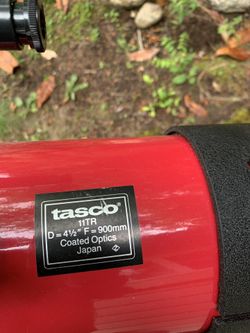 tasco®
11TR
D = 4½" F = 900mm
Coated Optics
Japan